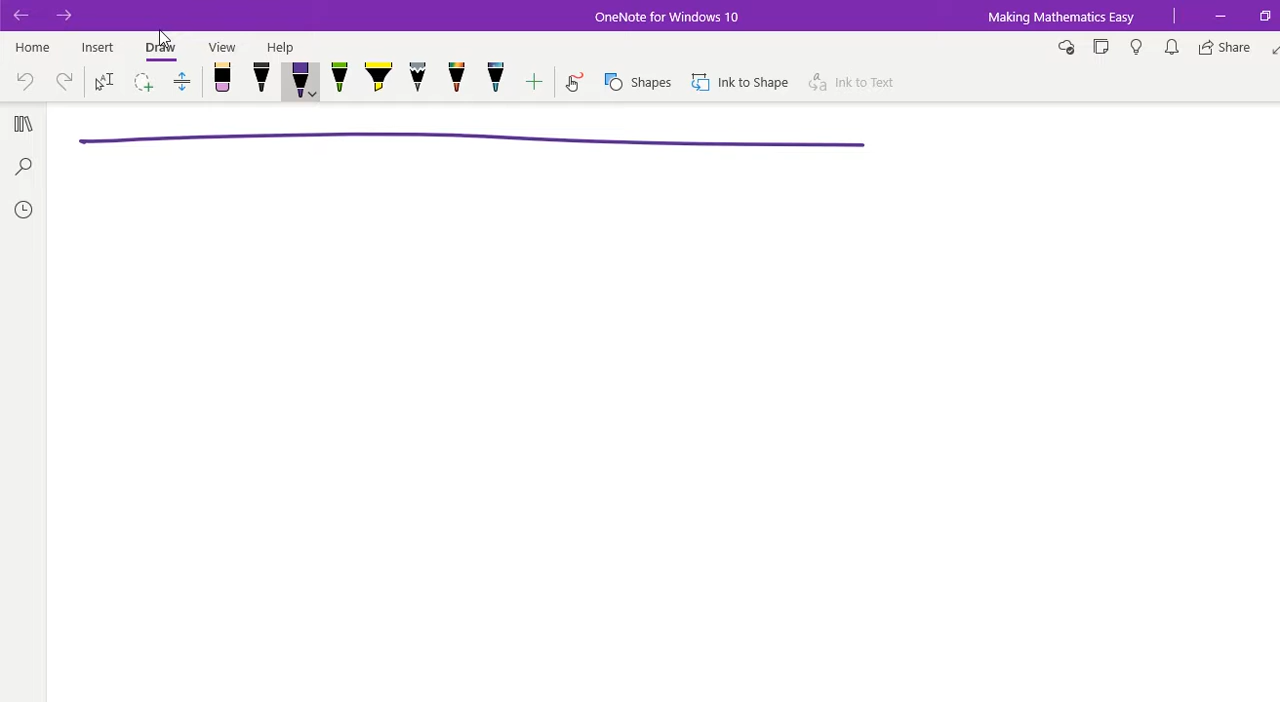 OneNote for Windows 10
Making Mathematics Easy
Home Insert Draw View Help
Share
Shapes Ink to Shape Ink to Text